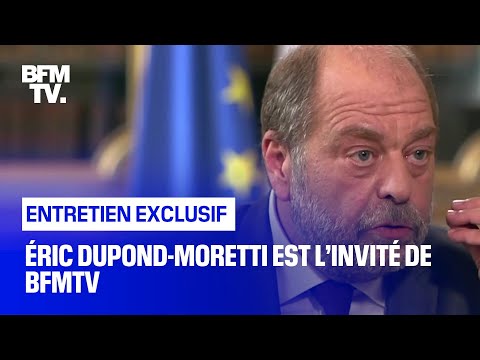 BFM
TV.
ENTRETIEN EXCLUSIF
ÉRIC DUPOND-MORETTI EST L’INVITÉ DE
BFMTV